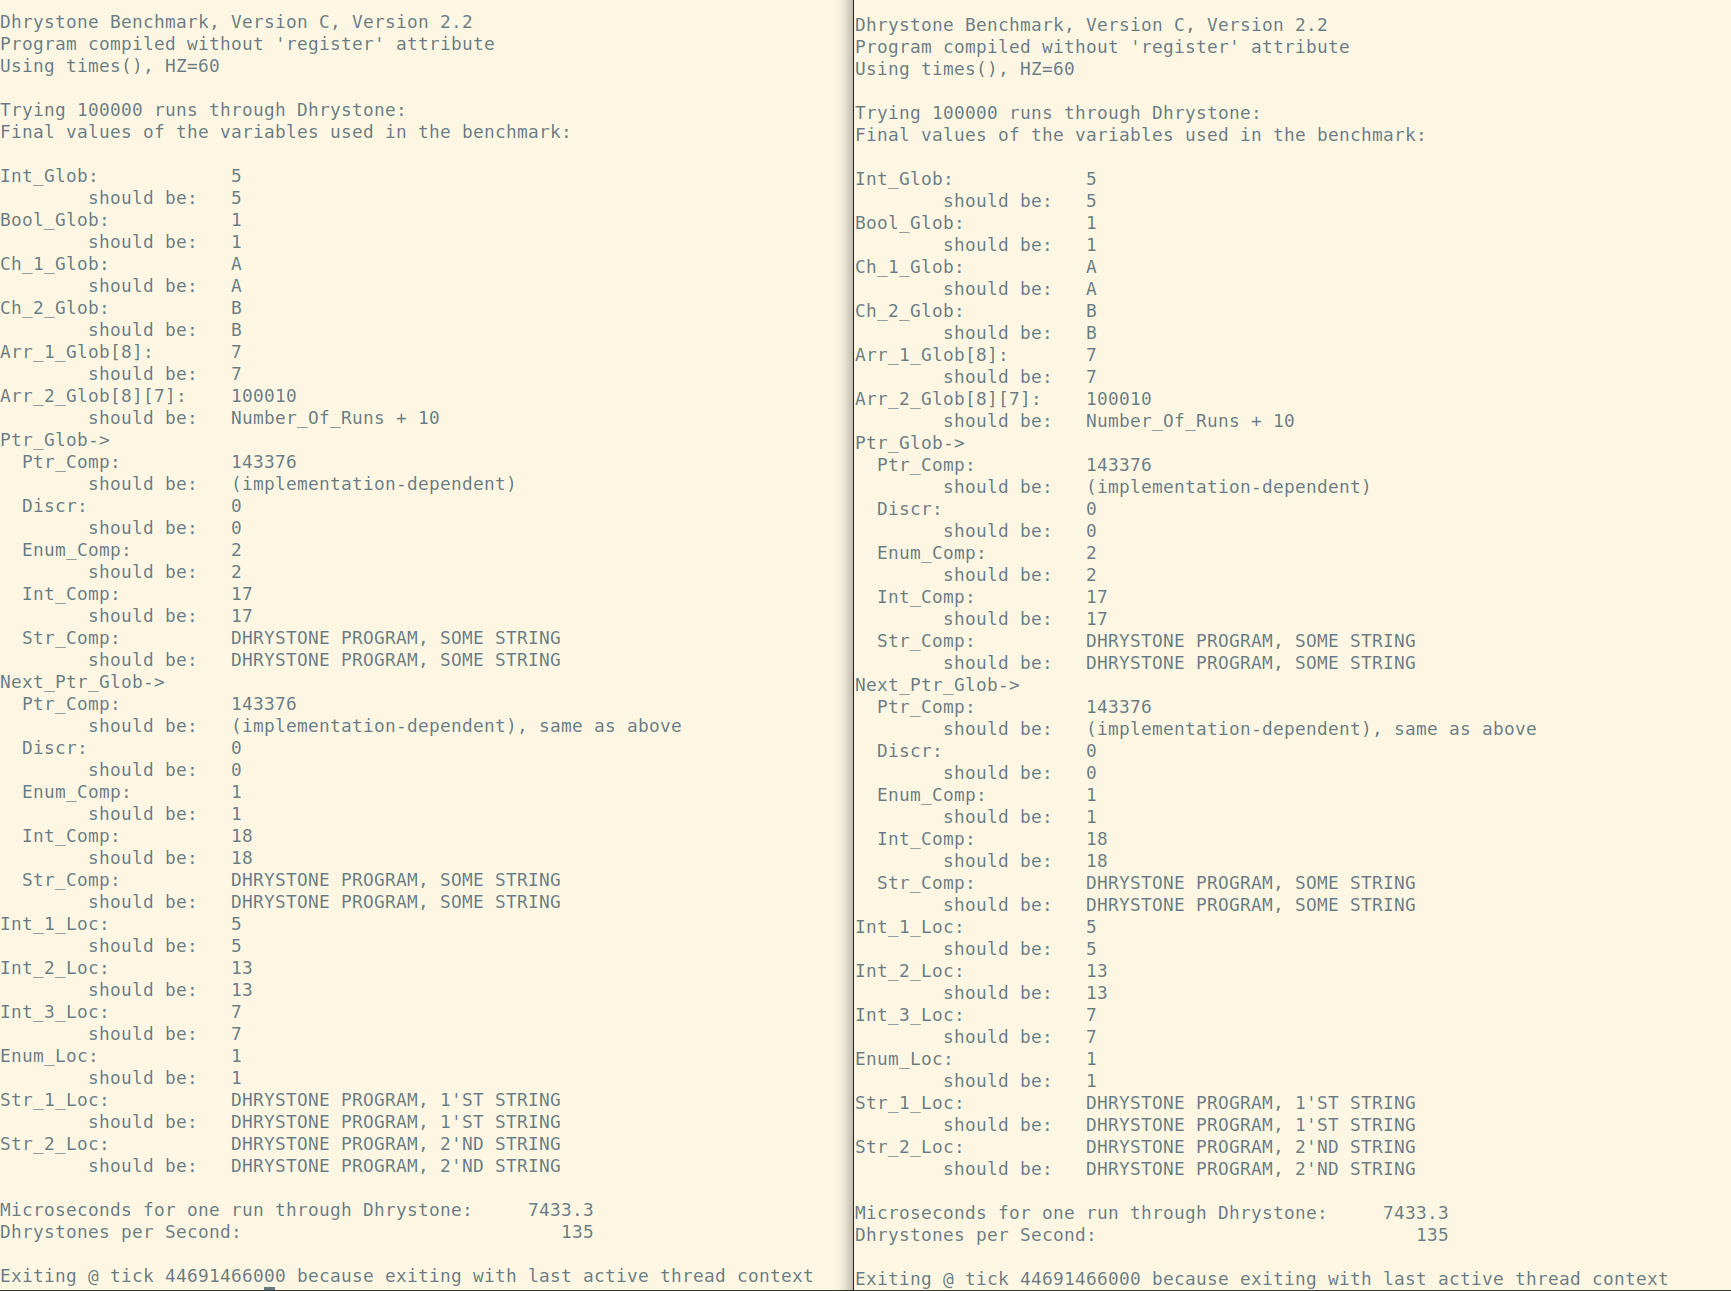 Dhrystone Benchmark, Version C, Version 2.2
Program compiled without 'register' attribute
Using times(), HZ=60

Trying 100000 runs through Dhrystone:
Final values of the variables used in the benchmark:

Int_Glob:           5
        should be:   5
Bool_Glob:           1
        should be:   1
Ch_1_Glob:           A
        should be:   A
Ch_2_Glob:           B
        should be:   B
Arr_1_Glob[8]:       7
        should be:   7
Arr_2_Glob[8][7]:    100010
        should be:   Number_Of_Runs + 10
Ptr_Glob->
  Ptr_Comp:          143376
        should be:   (implementation-dependent)
  Discr:             0
        should be:   0
  Enum_Comp:         2
        should be:   2
  Int_Comp:          17
        should be:   17
  Str_Comp:          DHRYSTONE PROGRAM, SOME STRING
        should be:   DHRYSTONE PROGRAM, SOME STRING
Next_Ptr_Glob->
  Ptr_Comp:          143376
        should be:   (implementation-dependent), same as above
  Discr:             0
        should be:   0
  Enum_Comp:         1
        should be:   1
  Int_Comp:          18
        should be:   18
  Str_Comp:          DHRYSTONE PROGRAM, SOME STRING
        should be:   DHRYSTONE PROGRAM, SOME STRING
Int_1_Loc:           5
        should be:   5
Int_2_Loc:           13
        should be:   13
Int_3_Loc:           7
        should be:   7
Enum_Loc:            1
        should be:   1
Str_1_Loc:           DHRYSTONE PROGRAM, 1'ST STRING
        should be:   DHRYSTONE PROGRAM, 1'ST STRING
Str_2_Loc:           DHRYSTONE PROGRAM, 2'ND STRING
        should be:   DHRYSTONE PROGRAM, 2'ND STRING

Microseconds for one run through Dhrystone:     7433.3
Dhrystones per Second:                             135

Exiting @ tick 44691466000 because exiting with last active thread context
Dhrystone Benchmark, Version C, Version 2.2
Program compiled without 'register' attribute
Using times(), HZ=60

Trying 100000 runs through Dhrystone:
Final values of the variables used in the benchmark:

Int_Glob:            5
        should be:   5
Bool_Glob:           1
        should be:   1
Ch_1_Glob:           A
        should be:   A
Ch_2_Glob:           B
        should be:   B
Arr_1_Glob[8]:       7
        should be:   7
Arr_2_Glob[8][7]:    100010
        should be:   Number_Of_Runs + 10
Ptr_Glob->
  Ptr_Comp:          143376
        should be:   (implementation-dependent)
  Discr:             0
        should be:   0
  Enum_Comp:         2
        should be:   2
  Int_Comp:          17
        should be:   17
  Str_Comp:          DHRYSTONE PROGRAM, SOME STRING
        should be:   DHRYSTONE PROGRAM, SOME STRING
Next_Ptr_Glob->
  Ptr_Comp:          143376
        should be:   (implementation-dependent), same as above
  Discr:             0
        should be:   0
  Enum_Comp:         1
        should be:   1
  Int_Comp:          18
        should be:   18
  Str_Comp:          DHRYSTONE PROGRAM, SOME STRING
        should be:   DHRYSTONE PROGRAM, SOME STRING
Int_1_Loc:           5
        should be:   5
Int_2_Loc:           13
        should be:   13
Int_3_Loc:           7
        should be:   7
Enum_Loc:            1
        should be:   1
Str_1_Loc:           DHRYSTONE PROGRAM, 1'ST STRING
        should be:   DHRYSTONE PROGRAM, 1'ST STRING
Str_2_Loc:           DHRYSTONE PROGRAM, 2'ND STRING
        should be:   DHRYSTONE PROGRAM, 2'ND STRING

Microseconds for one run through Dhrystone:     7433.3
Dhrystones per Second:                             135

Exiting @ tick 44691466000 because exiting with last active thread context